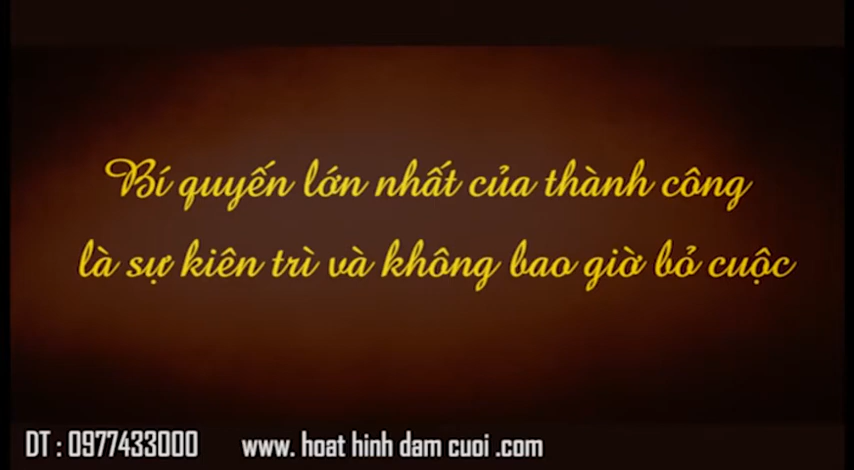 Bí quyến lớn nhất của thành công
là sự kiên trì và không bao giờ bỏ cuộc
DT : 0977433000 www. hoat hinh dam cuoi .com